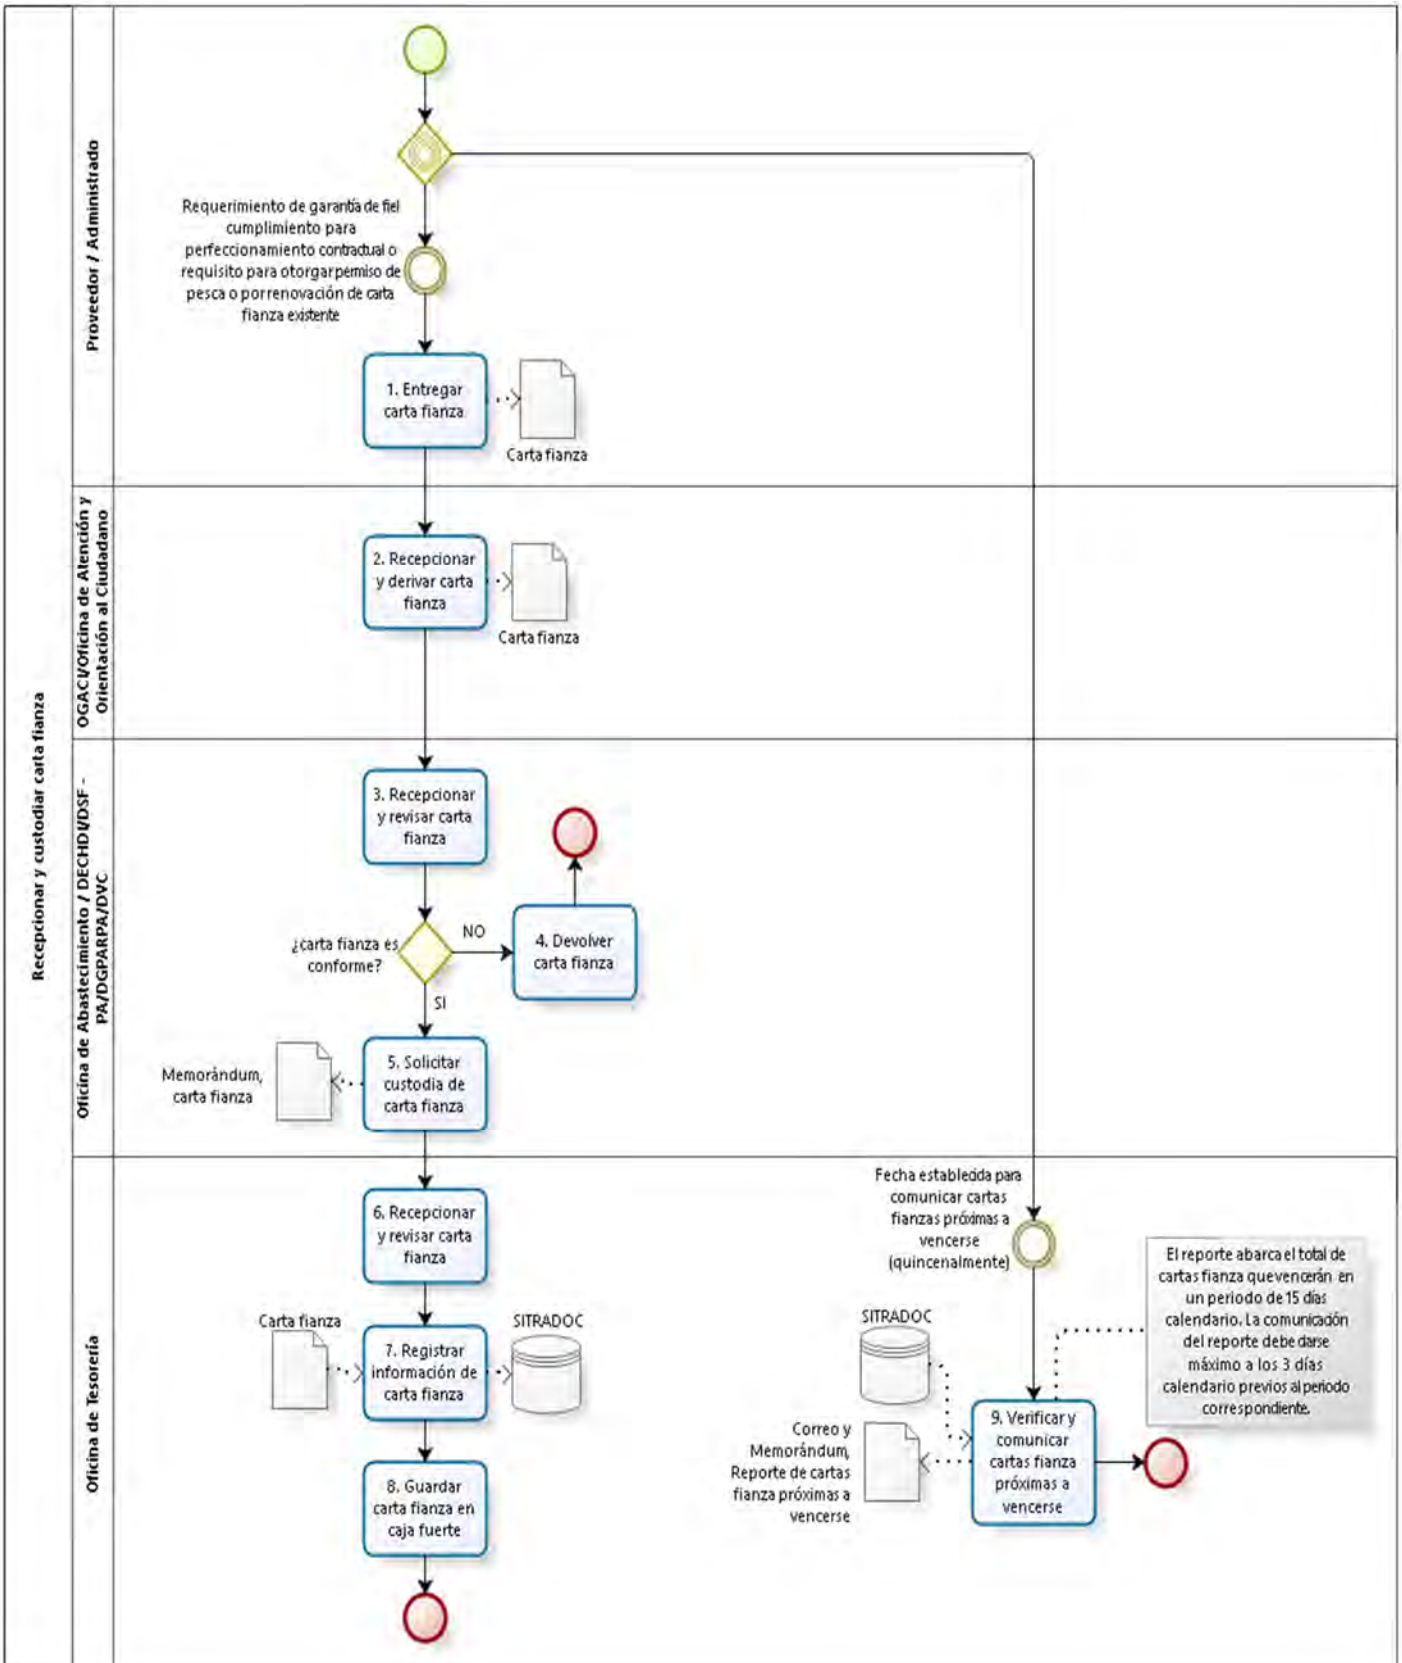 Recepcionar y custodiar carta fianza
Proveedor / Administrado
Requerimiento de garantía de fiel
cumplimiento para
perfeccionamiento contractual o
requisito para otorgar permiso de
pesca o por renovación de carta
fianza existente
1. Entregar
carta fianza
Carta fianza
OGACI/Oficina de Atención y
Orientación al Ciudadano
2. Recepcionar
y derivar carta
fianza
Carta fianza
Oficina de Abastecimiento / DECHDI/DSF -
PA/DGPARPA/DVC
3. Recepcionar
y revisar carta
fianza
¿carta fianza es
conforme?
NO
4. Devolver
carta fianza
SI
5. Solicitar
custodia de
carta fianza
Memorándum,
carta fianza
Oficina de Tesorería
6. Recepcionar
y revisar carta
fianza
Carta fianza
7. Registrar
información de
carta fianza
SITRADOC
8. Guardar
carta fianza en
caja fuerte
Fecha establecida para
comunicar cartas
fianzas próximas a
vencerse
(quincenalmente)
El reporte abarca el total de
cartas fianza que vencerán en
un periodo de 15 días
calendario. La comunicación
del reporte debe darse
máximo a los 3 días
calendario previos al periodo
correspondiente.
SITRADOC
Correo y
Memorándum,
Reporte de cartas
fianza próximas a
vencerse
9. Verificar y
comunicar
cartas fianza
próximas a
vencerse